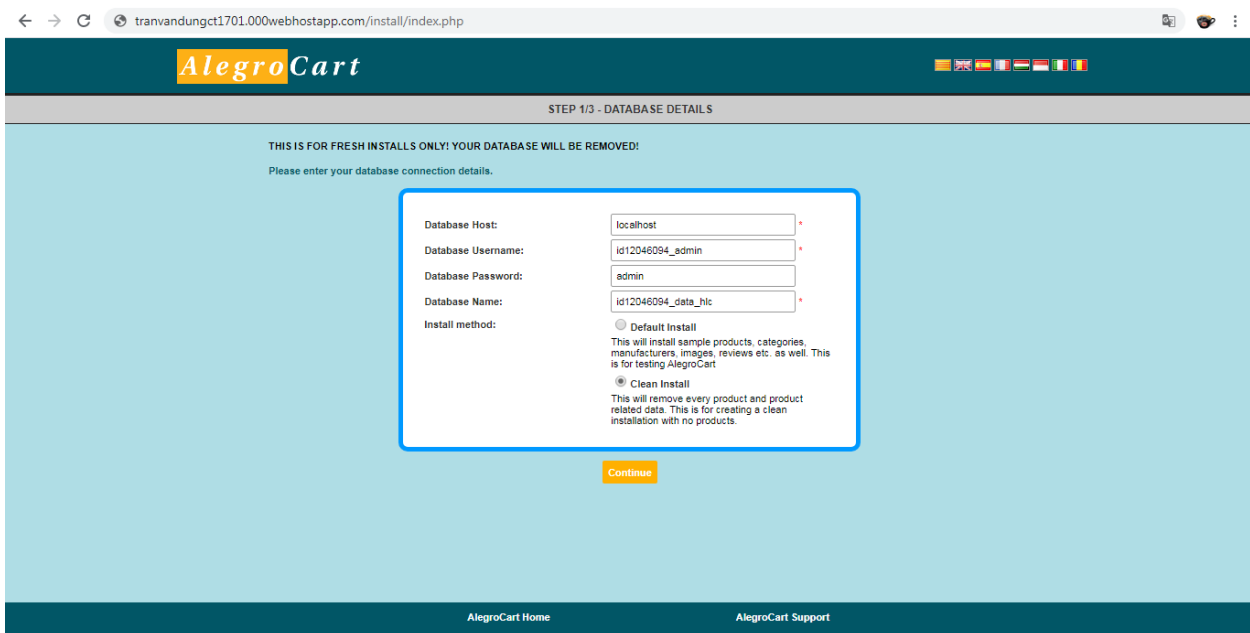 tranvandungct1701.000webhostapp.com/install/index.php
AlegroCart
STEP 1/3 - DATABASE DETAILS
THIS IS FOR FRESH INSTALLS ONLY! YOUR DATABASE WILL BE REMOVED!
Please enter your database connection details.
Database Host: localhost *
Database Username: id12046094_admin *
Database Password: admin
Database Name: id12046094_data_hlc *
Install method: Default Install
This will install sample products, categories,
manufacturers, images, reviews etc. as well. This
is for testing AlegroCart
Clean Install
This will remove every product and product
related data. This is for creating a clean
installation with no products.
Continue
AlegroCart Home AlegroCart Support